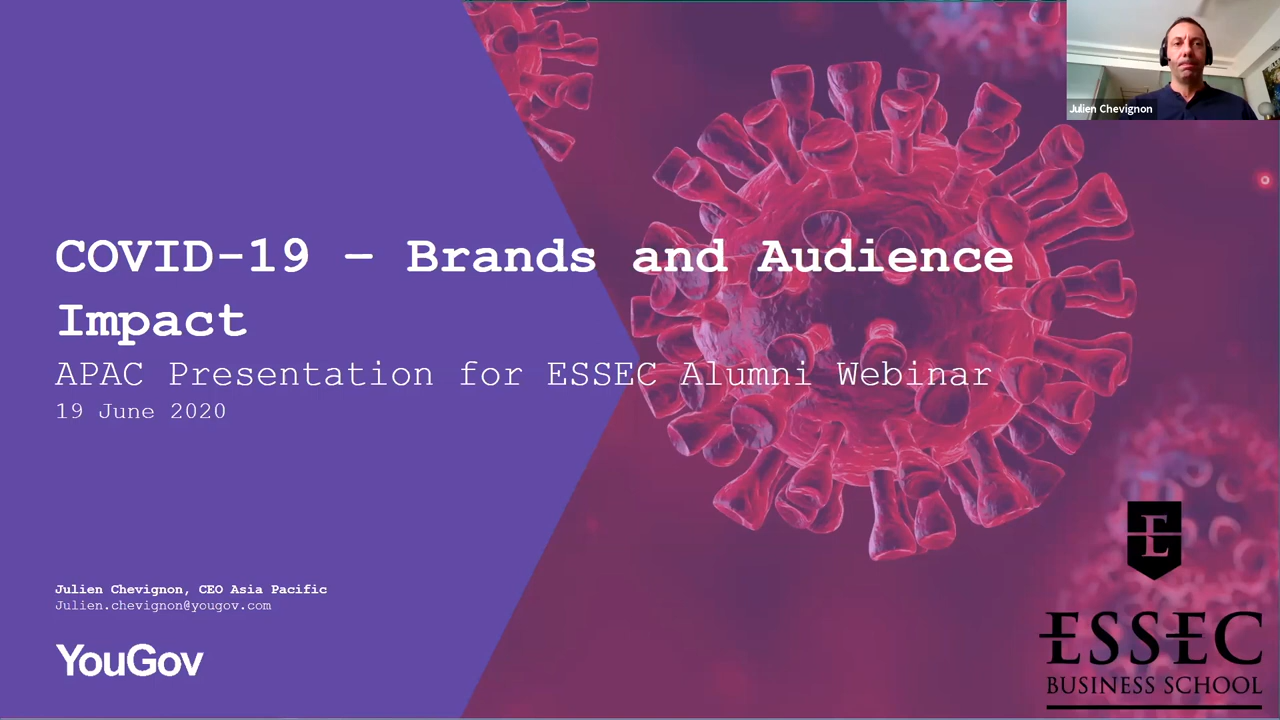 Julien Chevignon
COVID-19 – Brands and Audience
Impact
APAC Presentation for ESSEC Alumni Webinar
19 June 2020
Julien Chevignon, CEO Asia Pacific
Julien.chevignon@yougov.com
YouGov
E
ESSEC
BUSINESS SCHOOL